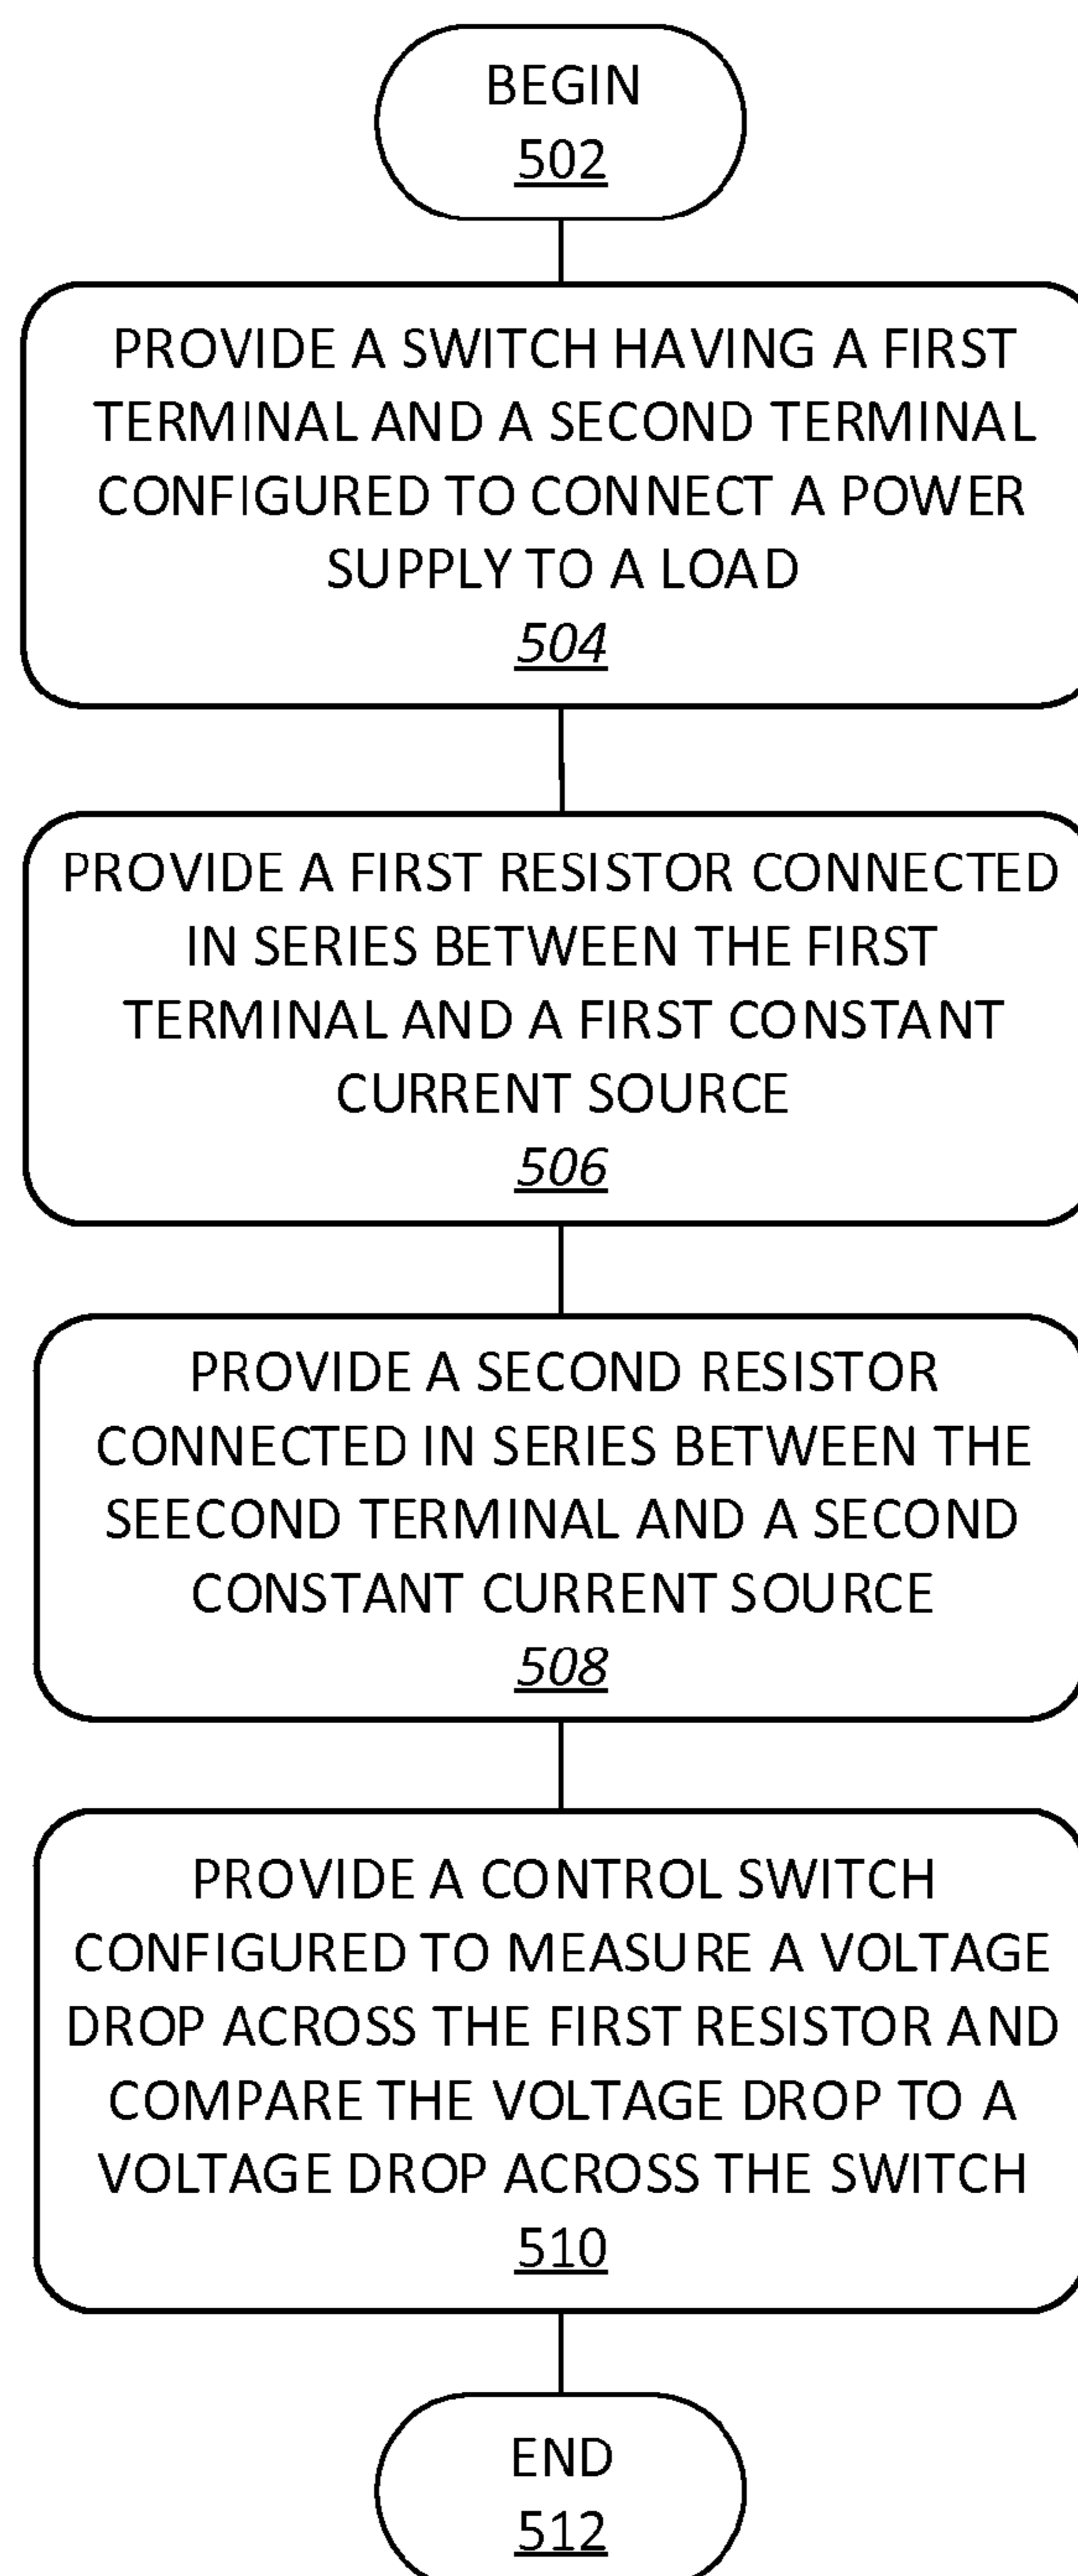 BEGIN
502
PROVIDE A SWITCH HAVING A FIRST
TERMINAL AND A SECOND TERMINAL
CONFIGURED TO CONNECT A POWER
SUPPLY TO A LOAD
504
PROVIDE A FIRST RESISTOR CONNECTED
IN SERIES BETWEEN THE FIRST
TERMINAL AND A FIRST CONSTANT
CURRENT SOURCE
506
PROVIDE A SECOND RESISTOR
CONNECTED IN SERIES BETWEEN THE
SEECOND TERMINAL AND A SECOND
CONSTANT CURRENT SOURCE
508
PROVIDE A CONTROL SWITCH
CONFIGURED TO MEASURE A VOLTAGE
DROP ACROSS THE FIRST RESISTOR AND
COMPARE THE VOLTAGE DROP TO A
VOLTAGE DROP ACROSS THE SWITCH
510
END
512